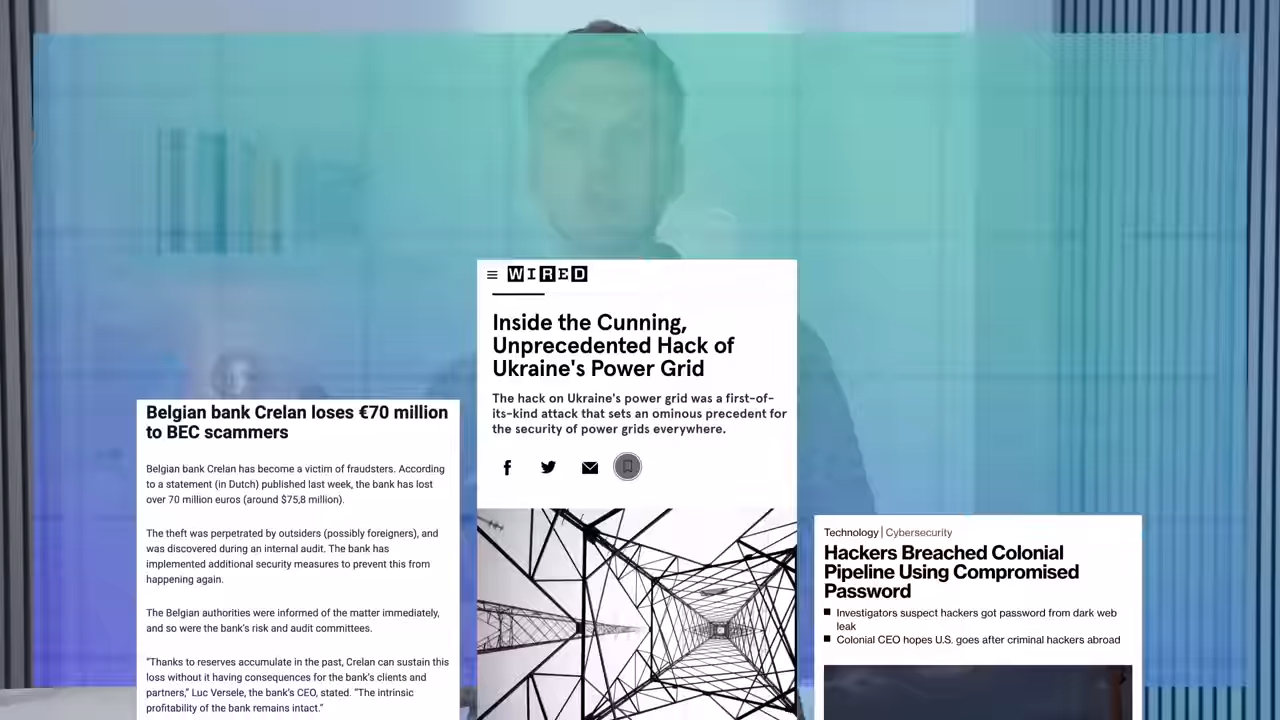 Belgian bank Crelan loses €70 million
to BEC scammers
Belgian bank Crelan has become a victim of fraudsters. According
to a statement (in Dutch) published last week, the bank has lost
over 70 million euros (around $75,8 million).
The theft was perpetrated by outsiders (possibly foreigners), and
was discovered during an internal audit. The bank has
implemented additional security measures to prevent this from
happening again.
The Belgian authorities were informed of the matter immediately,
and so were the bank's risk and audit committees.
"Thanks to reserves accumulate in the past, Crelan can sustain this
loss without it having consequences for the bank's clients and
partners," Luc Versele, the bank's CEO, stated. "The intrinsic
profitability of the bank remains intact."
WIRED
Inside the Cunning,
Unprecedented Hack of
Ukraine's Power Grid
The hack on Ukraine's power grid was a first-of-
its-kind attack that sets an ominous precedent for
the security of power grids everywhere.
Technology | Cybersecurity
Hackers Breached Colonial
Pipeline Using Compromised
Password
Investigators suspect hackers got password from dark web
leak
Colonial CEO hopes U.S. goes after criminal hackers abroad